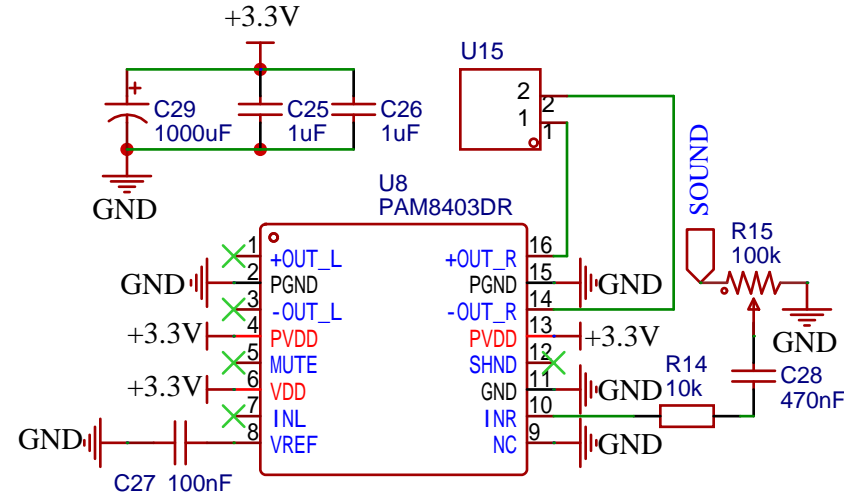 +3.3V
C29
1000uF
C25
1uF
C26
1uF
GND
U15
2
2
1
1
SOUND
R15
100k
GND
U8
PAM8403DR
1
+OUT_L
+OUT_R
16
GND
2
PGND
PGND
15
GND
3
-OUT_L
-OUT_R
14
+3.3V
4
PVDD
PVDD
13
+3.3V
5
MUTE
SHND
12
+3.3V
6
VDD
GND
11
GND
7
INL
INR
10
GND
8
VREF
NC
9
GND
C27 100nF
R14
10k
C28
470nF